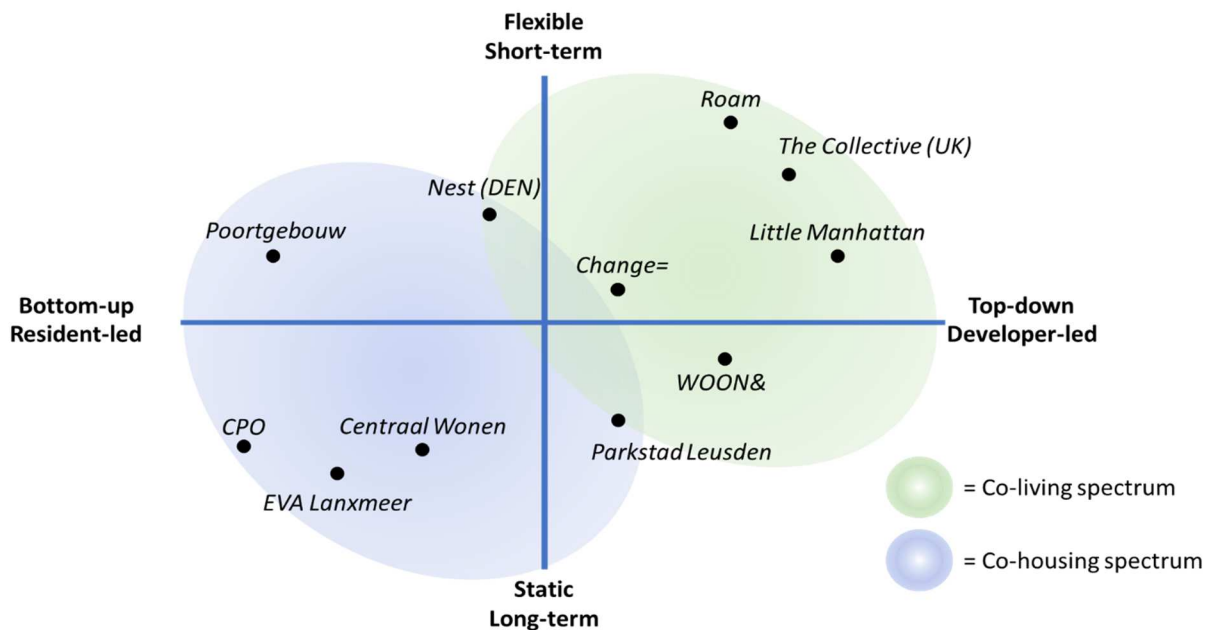 Flexible
Short-term
Roam
The Collective (UK)
Nest (DEN)
Poortgebouw
Little Manhattan
Change=
Bottom-up
Resident-led
Top-down
Developer-led
WOON&
CPO
Centraal Wonen
Parkstad Leusden
EVA Lanxmeer
= Co-living spectrum
= Co-housing spectrum
Static
Long-term